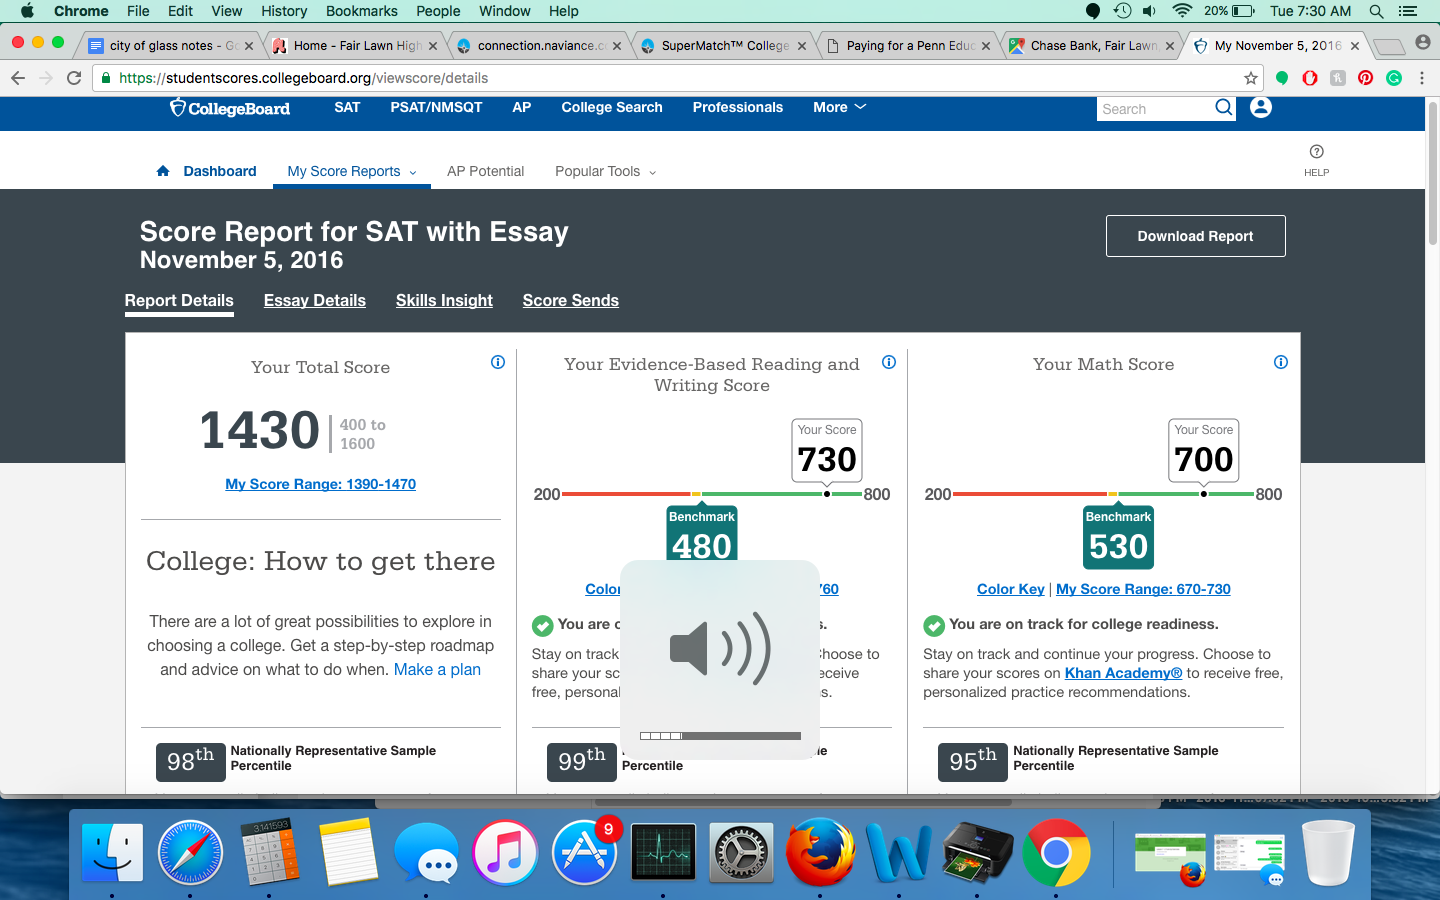 Chrome File Edit View History Bookmarks People Window Help 20% Tue 7:30 AM
city of glass notes - Go
Home - Fair Lawn High
connection.naviance.c
SuperMatch™ College
Paying for a Penn Educ
Chase Bank, Fair Lawn,
My November 5, 2016
https://studentscores.collegeboard.org/viewscore/details
CollegeBoard SAT PSAT/NMSQT AP College Search Professionals More Search
Dashboard My Score Reports AP Potential Popular Tools
HELP
Score Report for SAT with Essay
November 5, 2016
Download Report
Report Details Essay Details Skills Insight Score Sends
Your Total Score
1430
400 to
1600
My Score Range: 1390-1470
College: How to get there
There are a lot of great possibilities to explore in
choosing a college. Get a step-by-step roadmap
and advice on what to do when. Make a plan
98th
Nationally Representative Sample
Percentile
Your Evidence-Based Reading and
Writing Score
Your Score
730
200 800
Benchmark
480
Color 760
You are s.
Stay on track Choose to
share your sc eceive
free, personal s.
99th
Percentile
Your Math Score
Your Score
700
200 800
Benchmark
530
Color Key | My Score Range: 670-730
You are on track for college readiness.
Stay on track and continue your progress. Choose to
share your scores on Khan Academy® to receive free,
personalized practice recommendations.
95th
Nationally Representative Sample
Percentile
3.141593
9